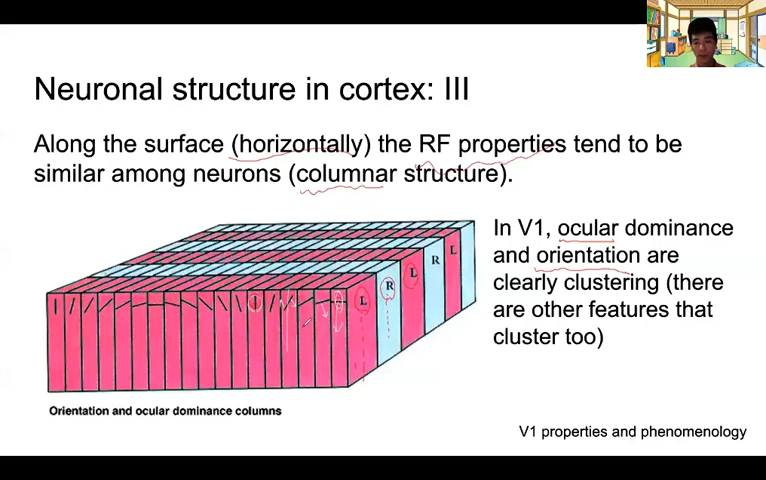 Neuronal structure in cortex: III
Along the surface (horizontally) the RF properties tend to be
similar among neurons (columnar structure).
In V1, ocular dominance
and orientation are
clearly clustering (there
are other features that
cluster too)
L
R
L
R
L
Orientation and ocular dominance columns
V1 properties and phenomenology